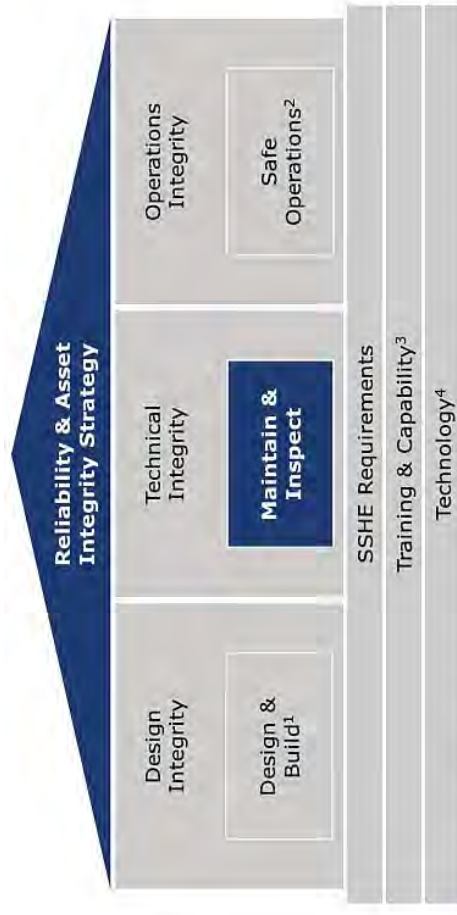 Reliability & Asset
Integrity Strategy
Design
Integrity
Design &
Build¹
Technical
Integrity
Maintain &
Inspect
Operations
Integrity
Safe
Operations²
SSHE Requirements
Training & Capability³
Technology⁴